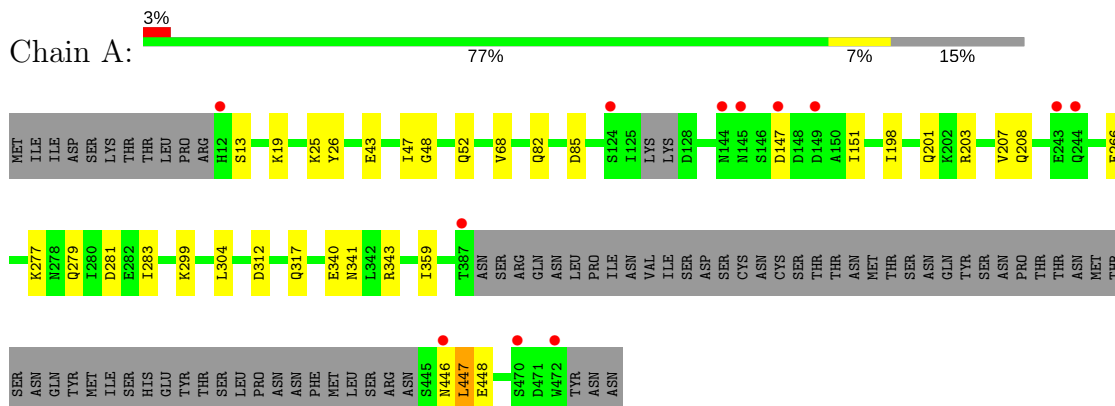 3%
Chain A:
77% 7% 15%
MET ILE ILE ASP SER LYS THR THR LEU PRO ARG H12 S13 K19 K25 Y26 E43 I47 G48 Q52 V68 Q82 D85 S124 I125 LYS LYS D128 N144 N145 S146 D147 D148 D149 A150 I151 I198 Q201 K202 R203 V207 Q208 E243 Q244
K277 N278 Q279 I280 D281 E282 I283 K299 L304 D312 Q317 E340 N341 L342 R343 I359 T387 ASN SER ARG GLN ASN LEU PRO ILE ASN VAL ILE SER ASP SER CYS ASN CYS SER THR THR ASN MET THR SER ASN GLN TYR SER ASN PRO THR THR ASN MET THR
SER ASN GLN TYR MET ILE SER HIS GLU TYR THR SER LEU PRO ASN ASN PHE MET LEU SER ARG ASN S445 N446 L447 E448 S470 D471 W472 TYR ASN ASN